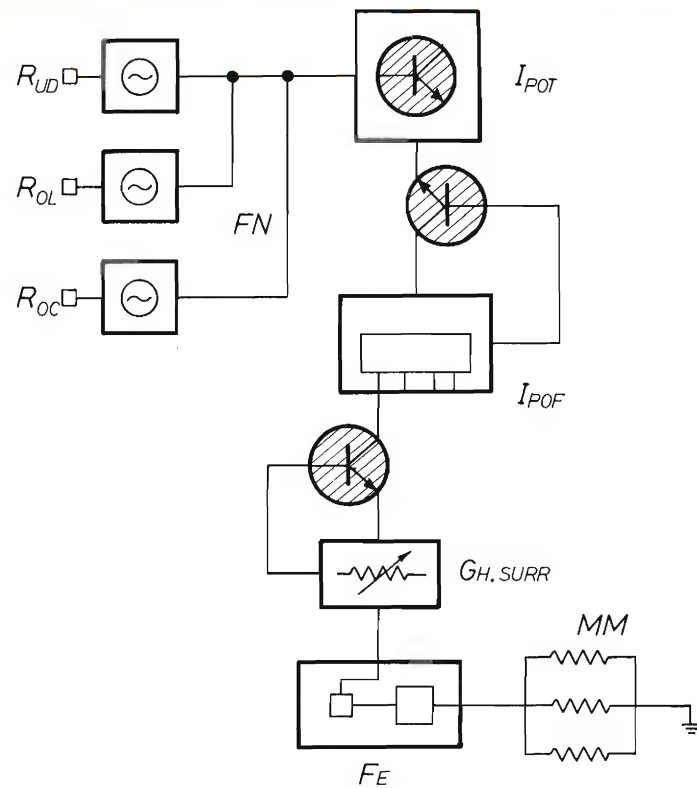 R_UD
I_POT
R_OL
FN
R_OC
I_POF
G_H. SURR
MM
F_E